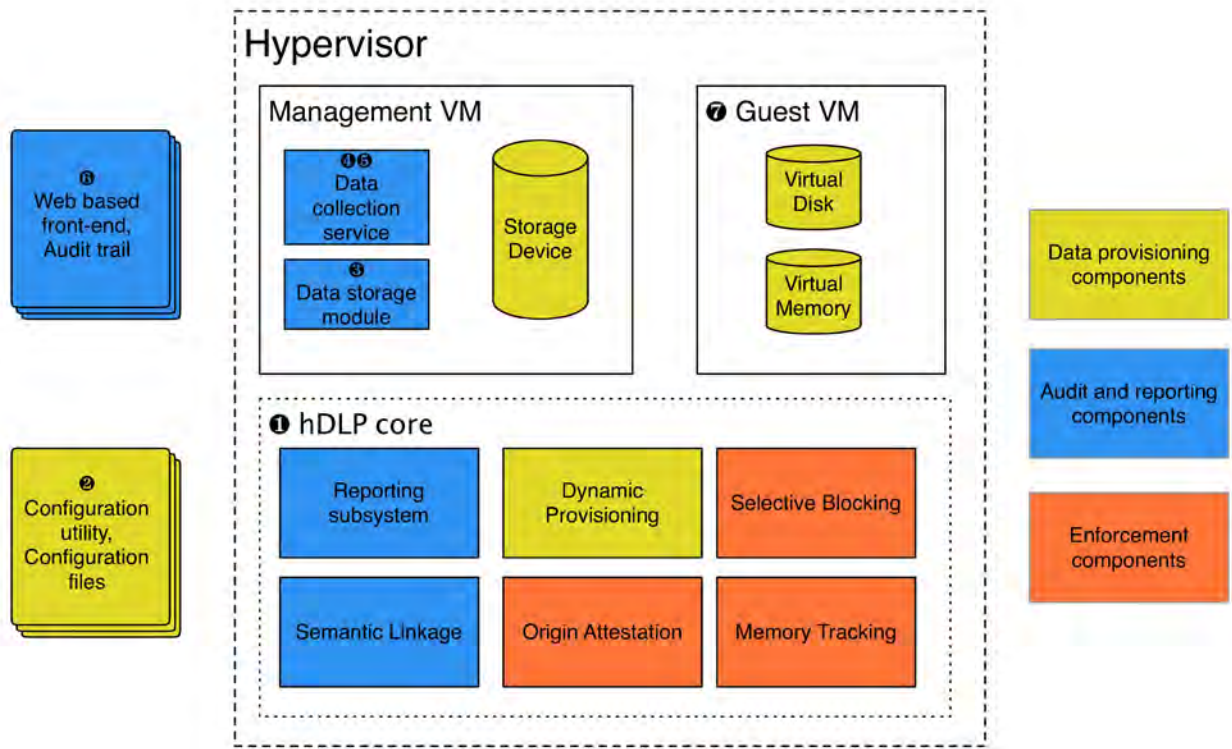 Hypervisor
Management VM
❹❺
Data
collection
service
❸
Data storage
module
Storage
Device
❼ Guest VM
Virtual
Disk
Virtual
Memory
❻
Web based
front-end,
Audit trail
❷
Configuration
utility,
Configuration
files
❶ hDLP core
Reporting
subsystem
Dynamic
Provisioning
Selective Blocking
Semantic Linkage
Origin Attestation
Memory Tracking
Data provisioning
components
Audit and reporting
components
Enforcement
components